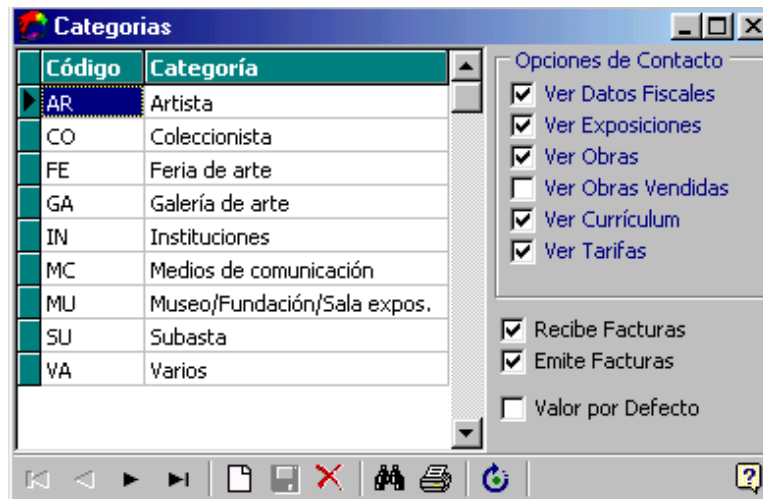 Categorias
Código Categoría
AR Artista
CO Coleccionista
FE Feria de arte
GA Galería de arte
IN Instituciones
MC Medios de comunicación
MU Museo/Fundación/Sala expos.
SU Subasta
VA Varios
Opciones de Contacto
Ver Datos Fiscales
Ver Exposiciones
Ver Obras
Ver Obras Vendidas
Ver Currículum
Ver Tarifas
Recibe Facturas
Emite Facturas
Valor por Defecto